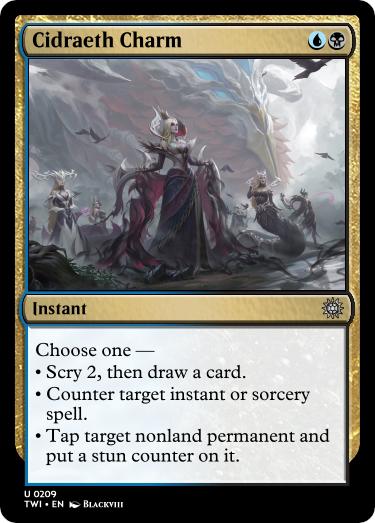 Cidraeth Charm
Instant
Choose one —
• Scry 2, then draw a card.
• Counter target instant or sorcery
spell.
• Tap target nonland permanent and
put a stun counter on it.
U 0209
TWI • EN Blackviii